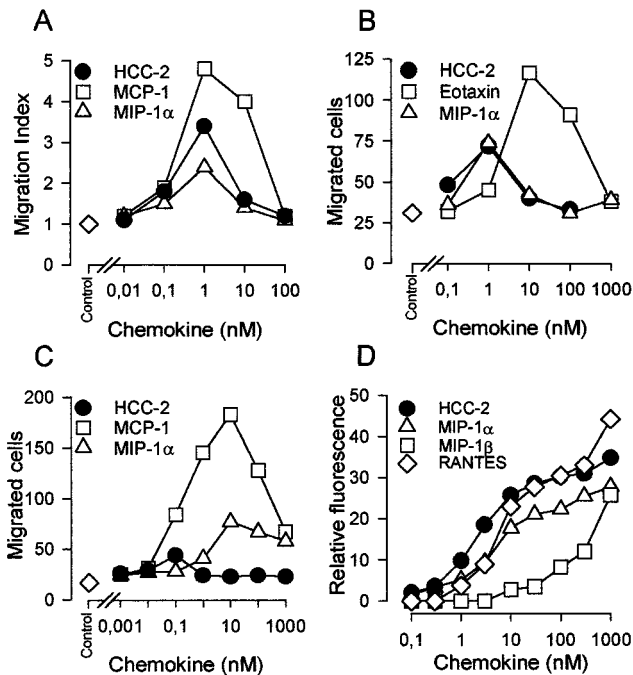 A
HCC-2
MCP-1
MIP-1α
Migration Index
5
4
3
2
1
0
Control
0,01 0,1 1 10 100
Chemokine (nM)
B
HCC-2
Eotaxin
MIP-1α
Migrated cells
125
100
75
50
25
0
Control
0,1 1 10 100 1000
Chemokine (nM)
C
HCC-2
MCP-1
MIP-1α
Migrated cells
200
150
100
50
0
Control
0,001 0,1 10 1000
Chemokine (nM)
D
HCC-2
MIP-1α
MIP-1β
RANTES
Relative fluorescence
50
40
30
20
10
0
0,1 1 10 100 1000
Chemokine (nM)